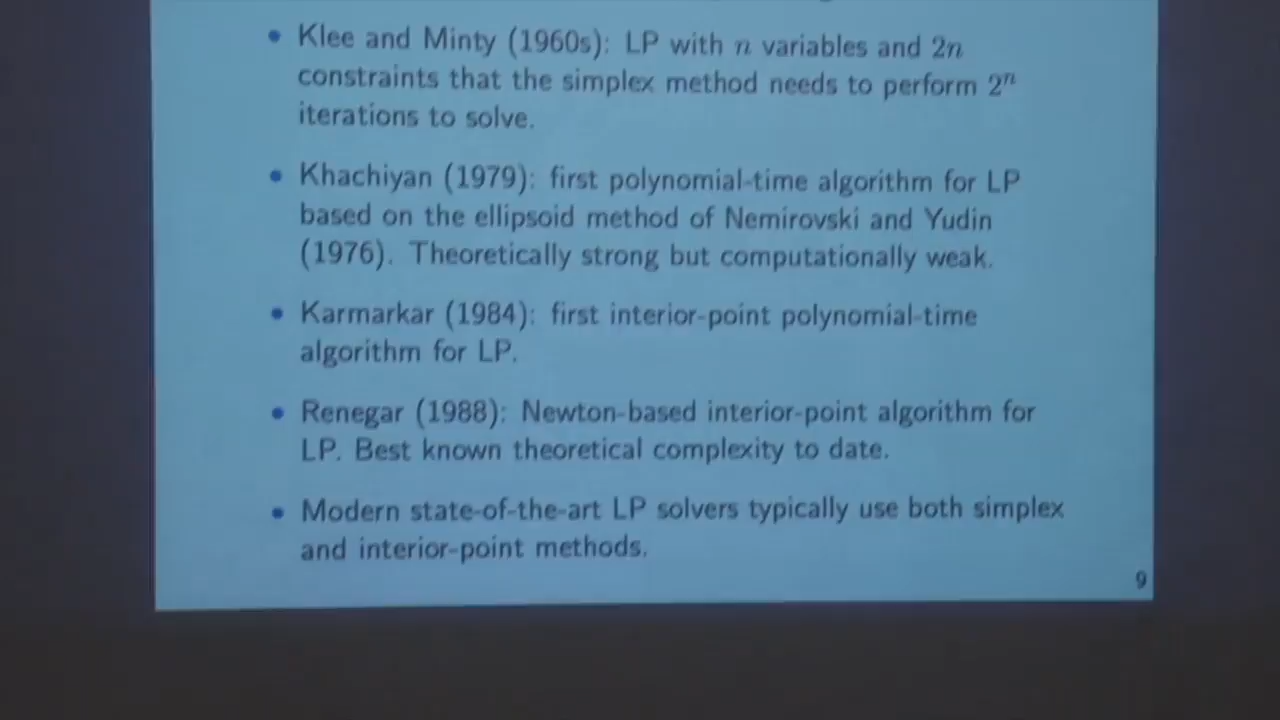 • Klee and Minty (1960s): LP with n variables and 2n
constraints that the simplex method needs to perform 2ⁿ
iterations to solve.
• Khachiyan (1979): first polynomial-time algorithm for LP
based on the ellipsoid method of Nemirovski and Yudin
(1976). Theoretically strong but computationally weak.
• Karmarkar (1984): first interior-point polynomial-time
algorithm for LP.
• Renegar (1988): Newton-based interior-point algorithm for
LP. Best known theoretical complexity to date.
• Modern state-of-the-art LP solvers typically use both simplex
and interior-point methods.
9